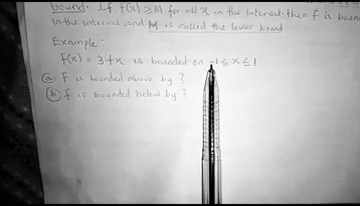 bound. If f(x) ≥ M for all x in the interval then f is boun
in the interval and M is called the lower bound
Example:
f(x) = 3+x is bounded on -1 ≤ x ≤ 1
(a) f is bounded above by ?
(b) f is bounded below by ?